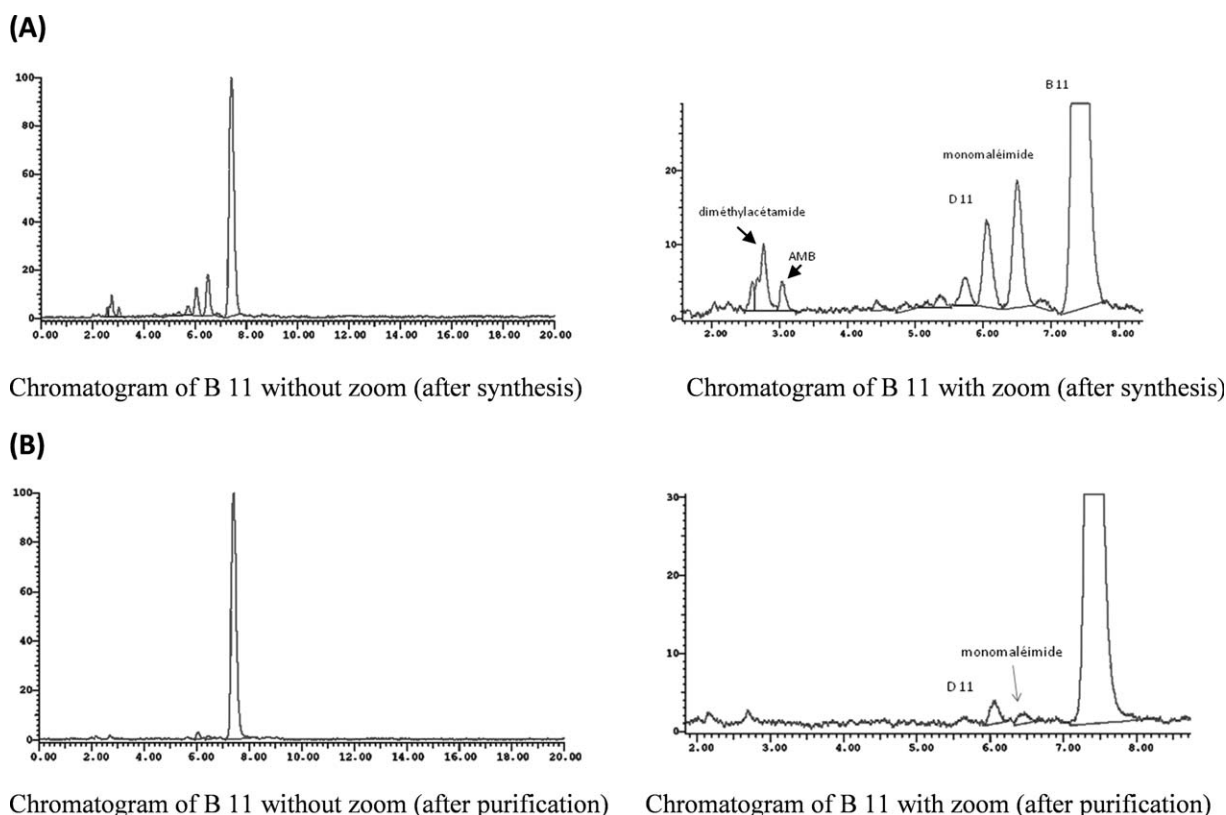 (A)
100
80
60
40
20
0
0.00 2.00 4.00 6.00 8.00 10.00 12.00 14.00 16.00 18.00 20.00
B 11
monomaléimide
D 11
diméthylacétamide
AMB
20
10
0
2.00 3.00 4.00 5.00 6.00 7.00 8.00
Chromatogram of B 11 without zoom (after synthesis)
Chromatogram of B 11 with zoom (after synthesis)
(B)
100
80
60
40
20
0
0.00 2.00 4.00 6.00 8.00 10.00 12.00 14.00 16.00 18.00 20.00
30
20
10
0
monomaléimide
D 11
2.00 3.00 4.00 5.00 6.00 7.00 8.00
Chromatogram of B 11 without zoom (after purification)
Chromatogram of B 11 with zoom (after purification)